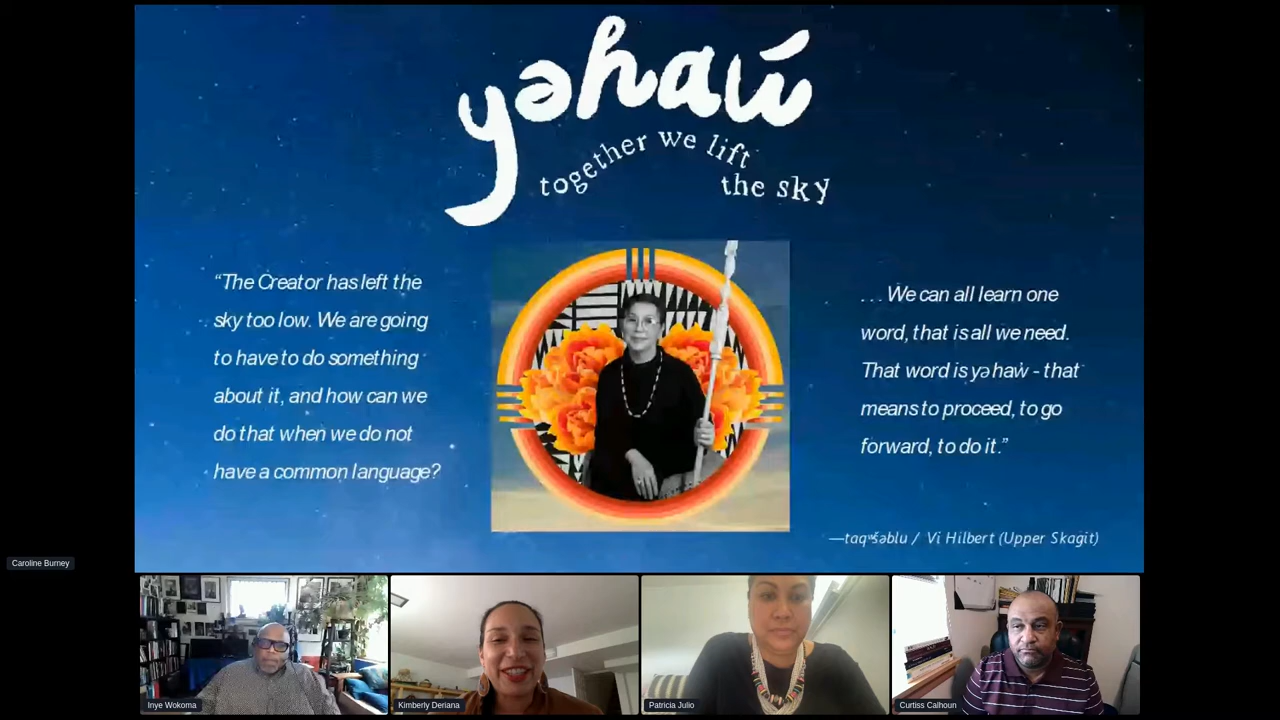 yəhaw̓
together we lift
the sky
“The Creator has left the
sky too low. We are going
to have to do something
about it, and how can we
do that when we do not
have a common language?
. . . We can all learn one
word, that is all we need.
That word is yəhaw̓ - that
means to proceed, to go
forward, to do it.”
—taqʷšəblu / Vi Hilbert (Upper Skagit)
Caroline Burney
Inye Wokoma
Kimberly Deriana
Patricia Julio
Curtiss Calhoun